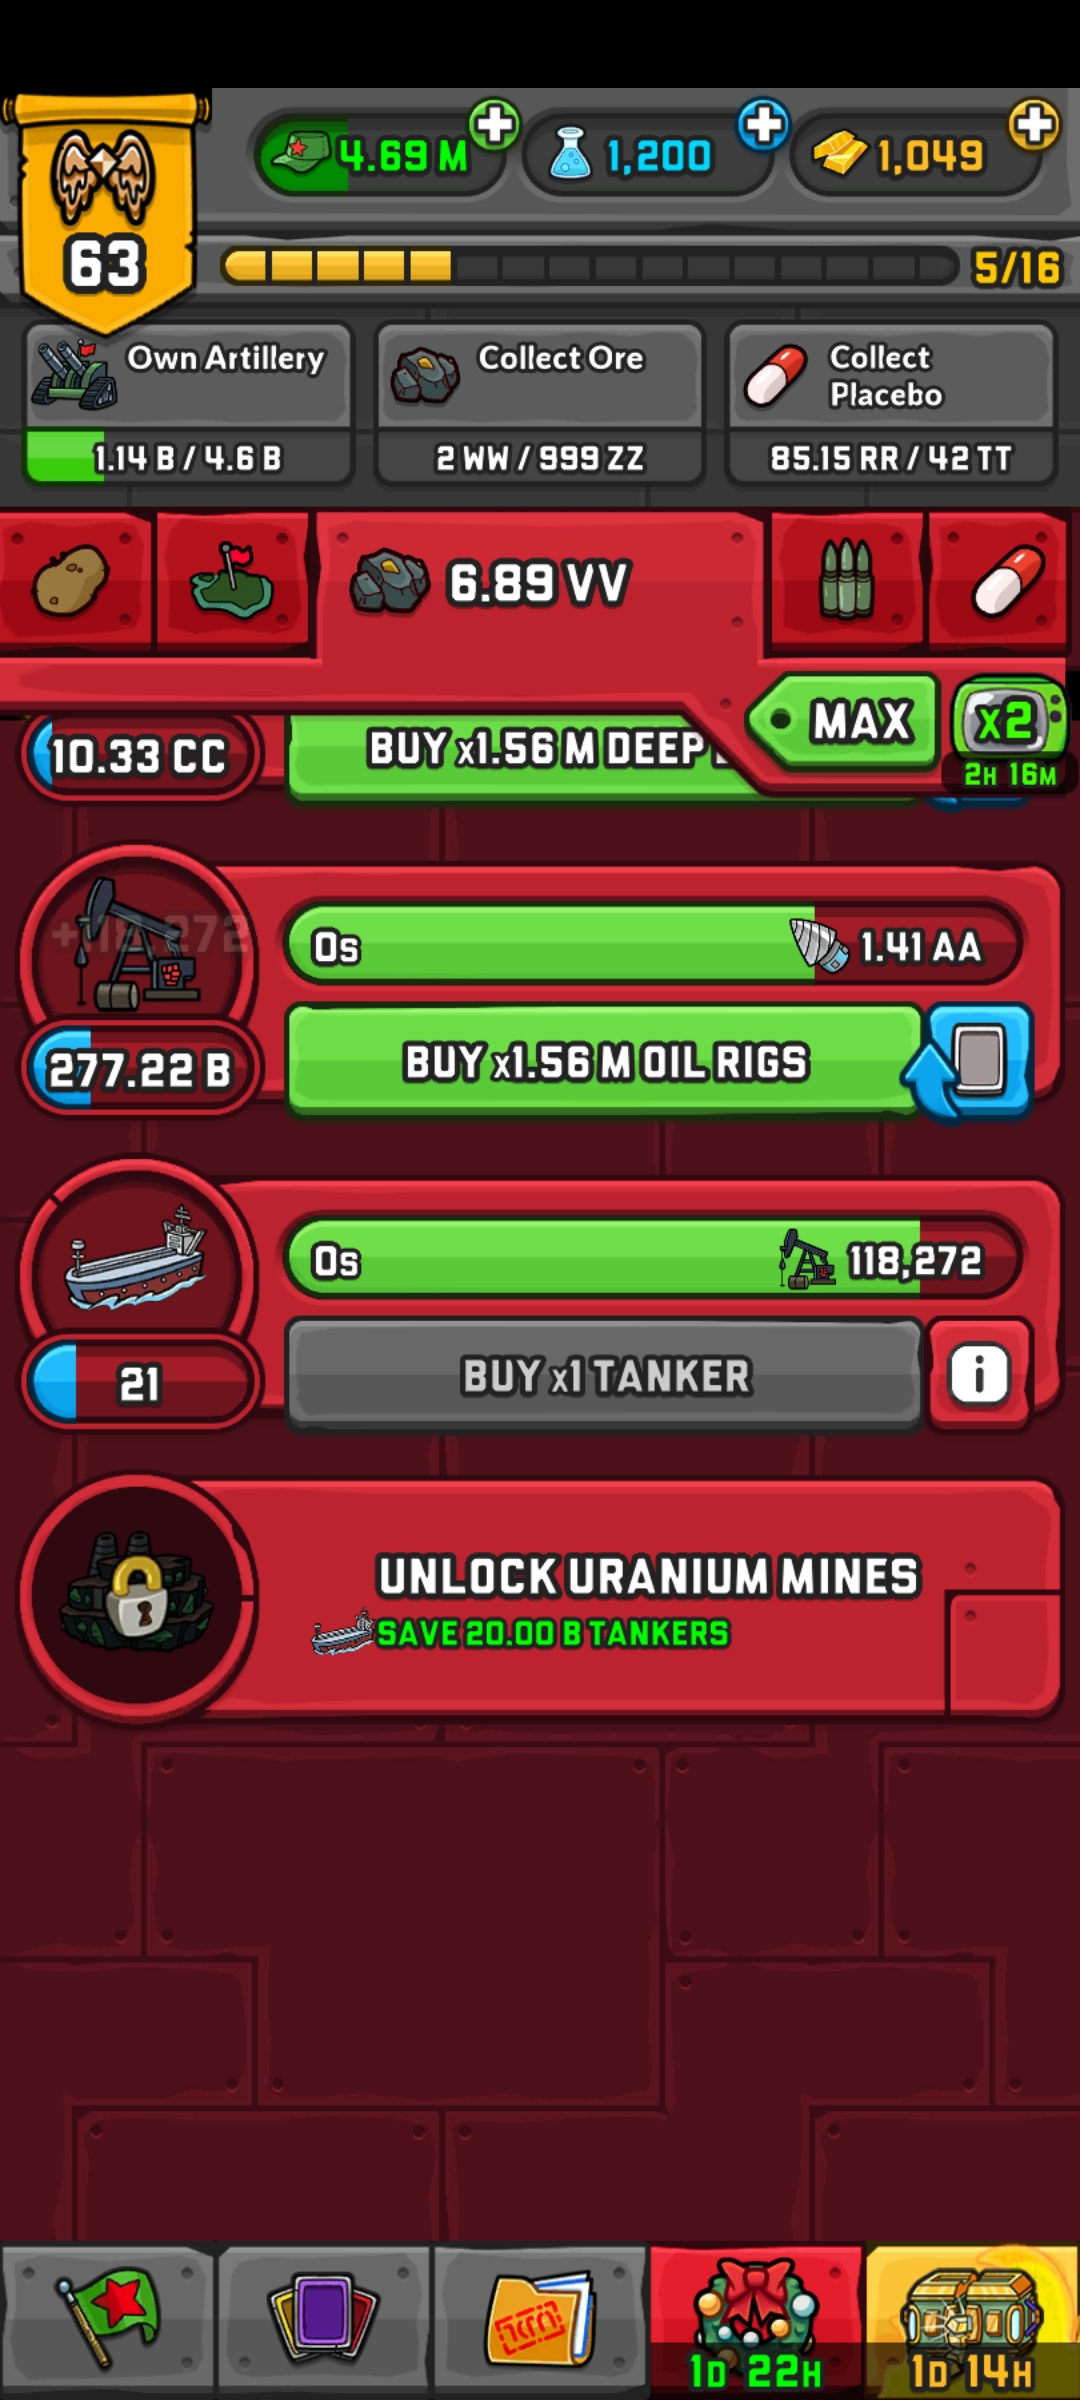 4.69 M
1,200
1,049
63
5/16
Own Artillery
1.14 B / 4.6 B
Collect Ore
2 WW / 999 ZZ
Collect
Placebo
85.15 RR / 42 TT
6.89 VV
MAX
X2
2H 16M
10.33 CC
BUY x1.56 M DEEP
+118,272
0s
1.41 AA
277.22 B
BUY x1.56 M OIL RIGS
0s
118,272
21
BUY x1 TANKER
i
UNLOCK URANIUM MINES
SAVE 20.00 B TANKERS
1D 22H
1D 14H